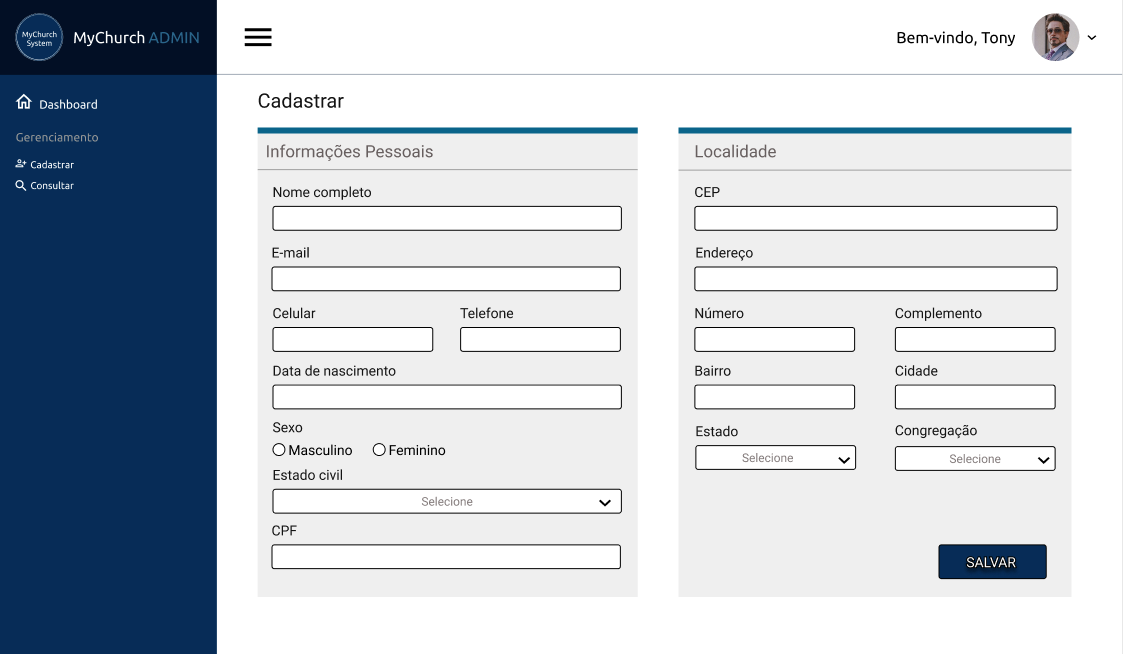 MyChurch
System
MyChurch ADMIN
Bem-vindo, Tony
Dashboard
Gerenciamento
Cadastrar
Consultar
Cadastrar
Informações Pessoais
Nome completo
E-mail
Celular Telefone
Data de nascimento
Sexo
Masculino Feminino
Estado civil
Selecione
CPF
Localidade
CEP
Endereço
Número Complemento
Bairro Cidade
Estado Congregação
Selecione Selecione
SALVAR